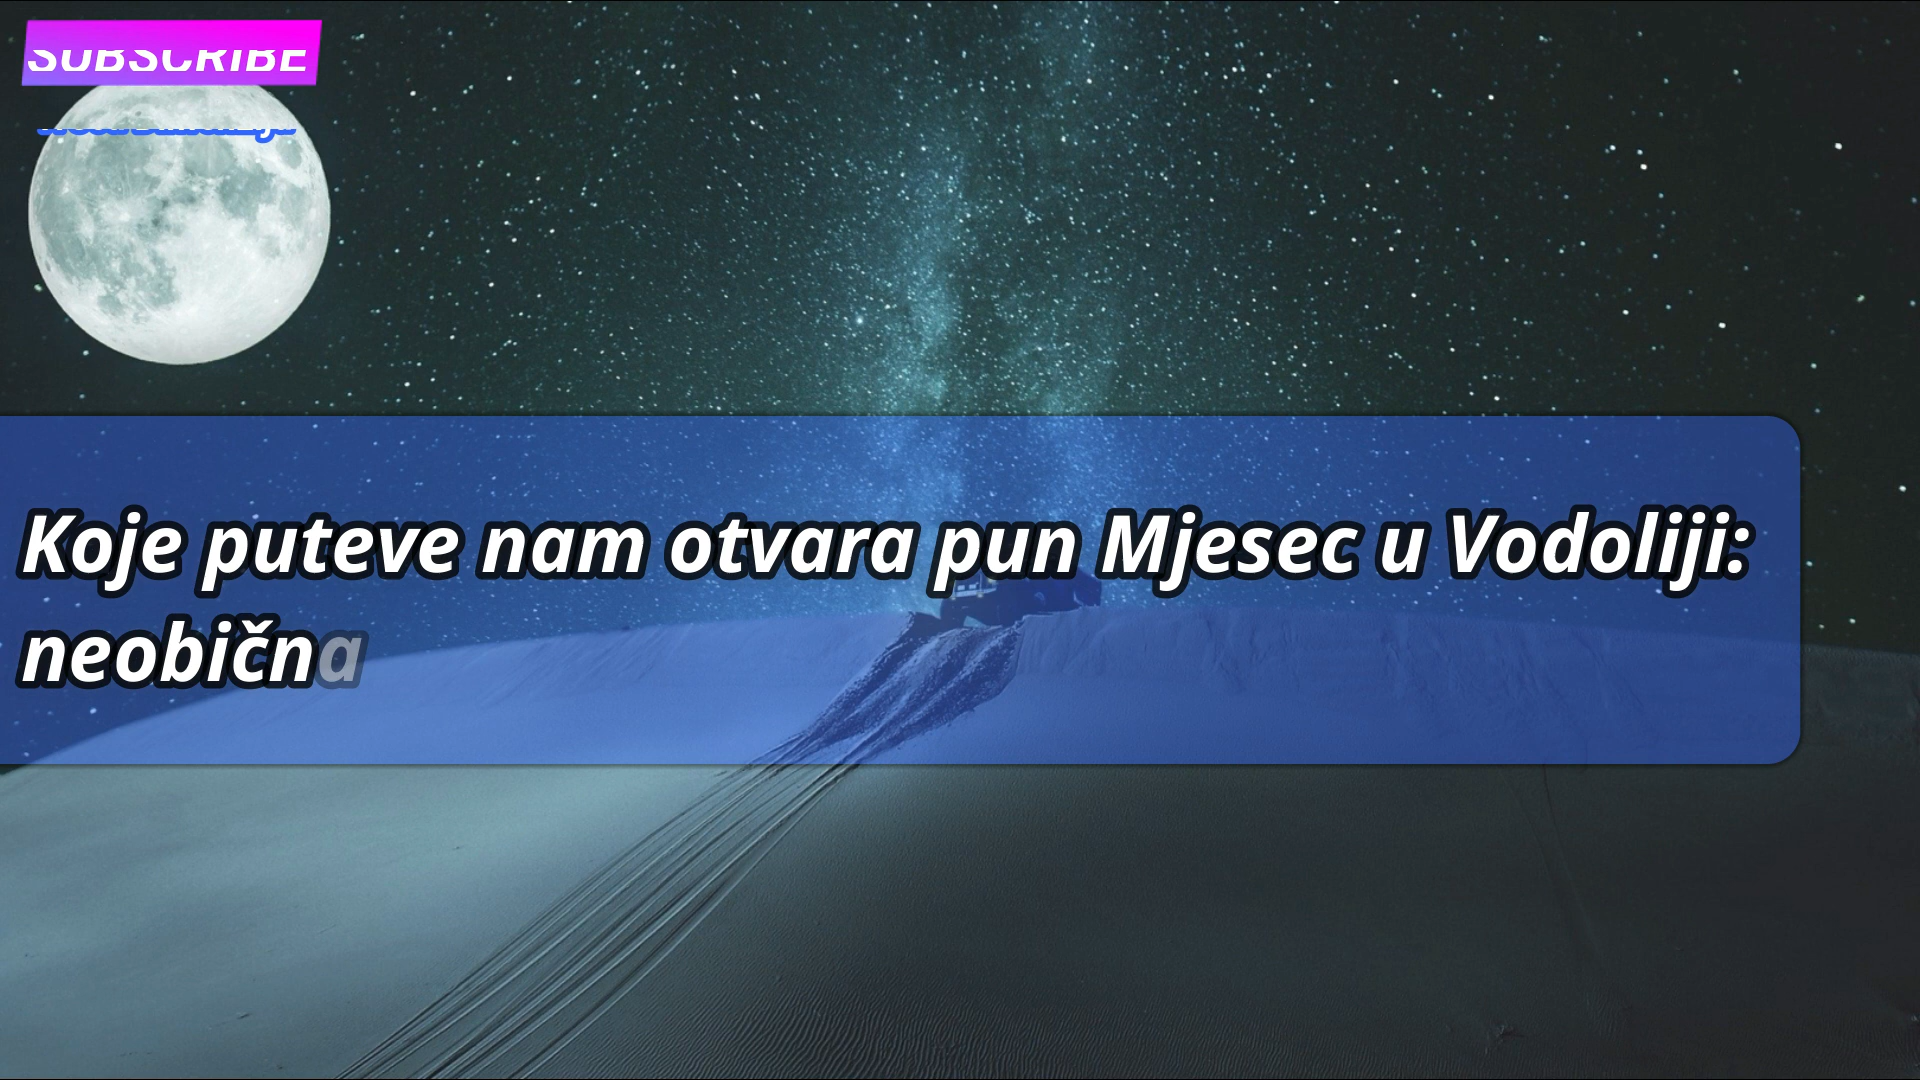 SUBSCRIBE
Koje puteve nam otvara pun Mjesec u Vodoliji:
neobična